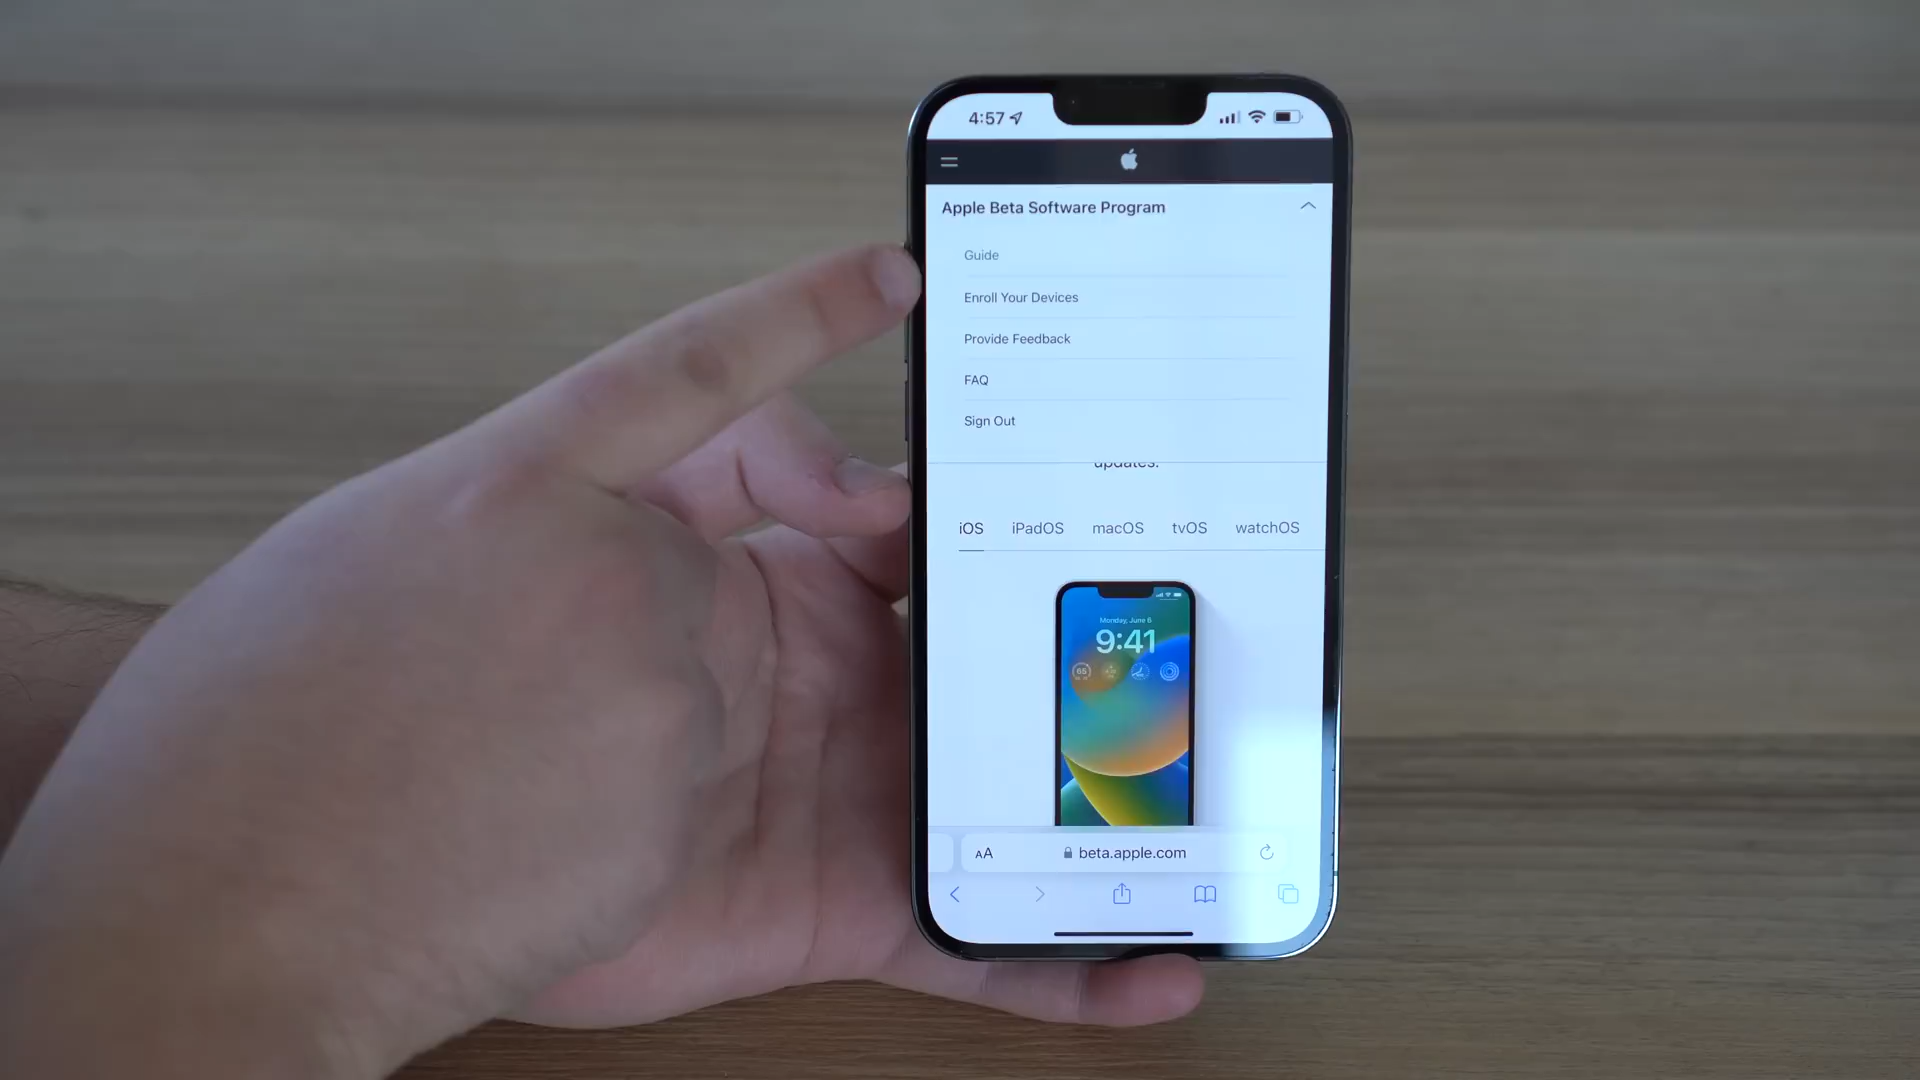 4:57
Apple Beta Software Program
Guide
Enroll Your Devices
Provide Feedback
FAQ
Sign Out
updates.
iOS iPadOS macOS tvOS watchOS
Monday, June 6
9:41
65
AA beta.apple.com